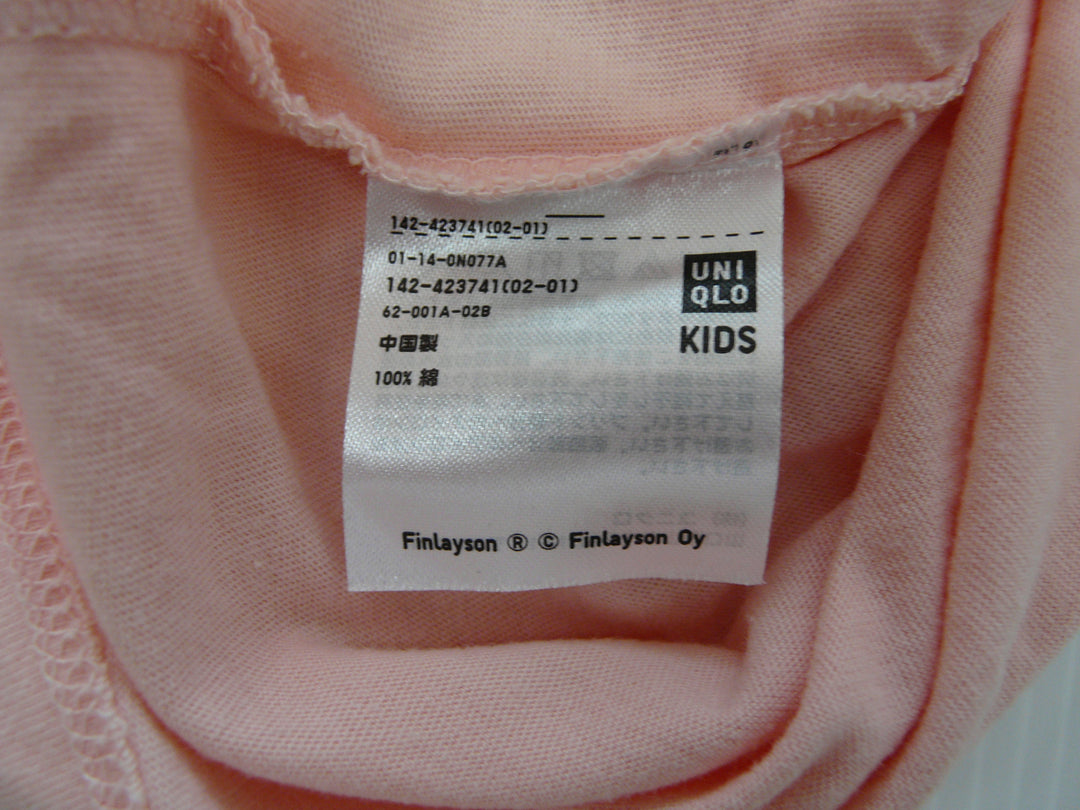 142-423741(02-01)
01-14-0N077A
142-423741(02-01)
62-001A-02B
中国製
100% 綿
UNI
QLO
KIDS
Finlayson ® © Finlayson Oy